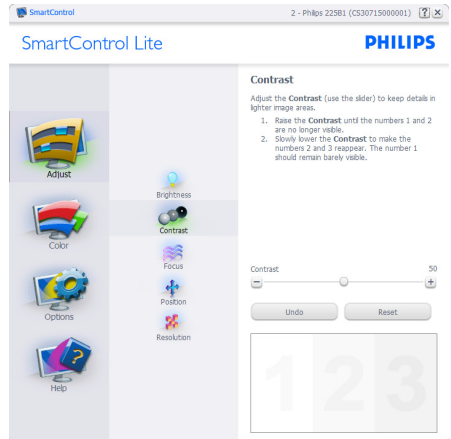 SmartControl
2 - Philips 225B1 (CS30715000001)
?
SmartControl Lite
PHILIPS
Adjust
Color
Options
Help
Brightness
Contrast
Focus
Position
Resolution
Contrast
Adjust the Contrast (use the slider) to keep details in
lighter image areas.
1. Raise the Contrast until the numbers 1 and 2
are no longer visible.
2. Slowly lower the Contrast to make the
numbers 2 and 3 reappear. The number 1
should remain barely visible.
Contrast 50
Undo Reset
1 2 3